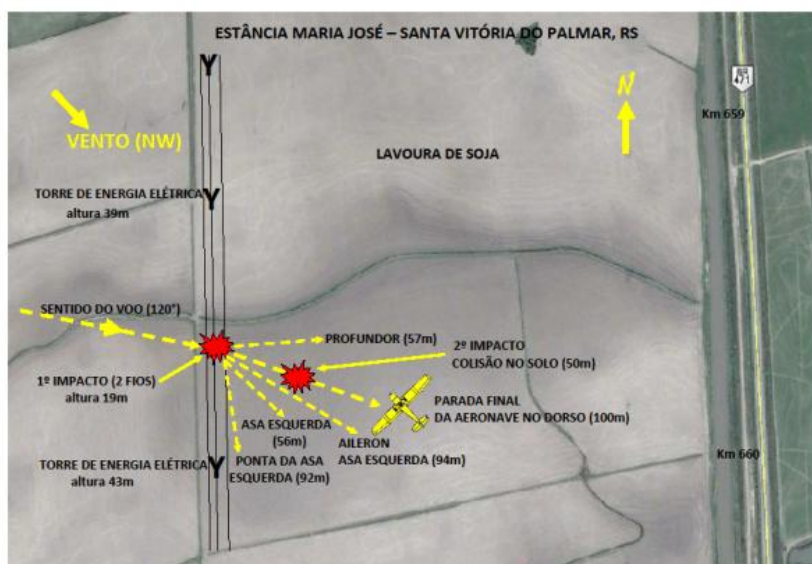 ESTÂNCIA MARIA JOSÉ – SANTA VITÓRIA DO PALMAR, RS
N
Km 659
VENTO (NW)
LAVOURA DE SOJA
TORRE DE ENERGIA ELÉTRICA
altura 39m
SENTIDO DO VOO (120°)
PROFUNDOR (57m)
2º IMPACTO
COLISÃO NO SOLO (50m)
1º IMPACTO (2 FIOS)
altura 19m
PARADA FINAL
DA AERONAVE NO DORSO (100m)
ASA ESQUERDA
(56m)
AILERON
ASA ESQUERDA (94m)
PONTA DA ASA
ESQUERDA (92m)
TORRE DE ENERGIA ELÉTRICA
altura 43m
Km 660